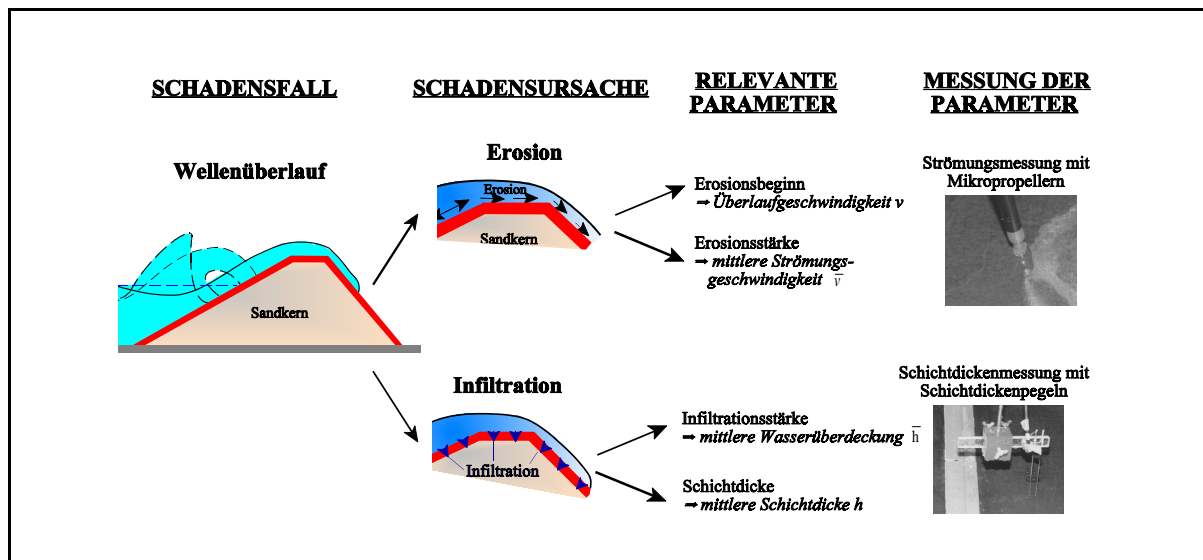 SCHADENSFALL
SCHADENSURSACHE
RELEVANTE
PARAMETER
MESSUNG DER
PARAMETER
Wellenüberlauf
Sandkern
Erosion
Erosion
Sandkern
Erosionsbeginn
→ Überlaufgeschwindigkeit v
Erosionsstärke
→ mittlere Strömungs-
geschwindigkeit v̅
Strömungsmessung mit
Mikropropellern
Infiltration
Infiltration
Infiltrationsstärke
→ mittlere Wasserüberdeckung h̅
Schichtdicke
→ mittlere Schichtdicke h
Schichtdickenmessung mit
Schichtdickenpegeln